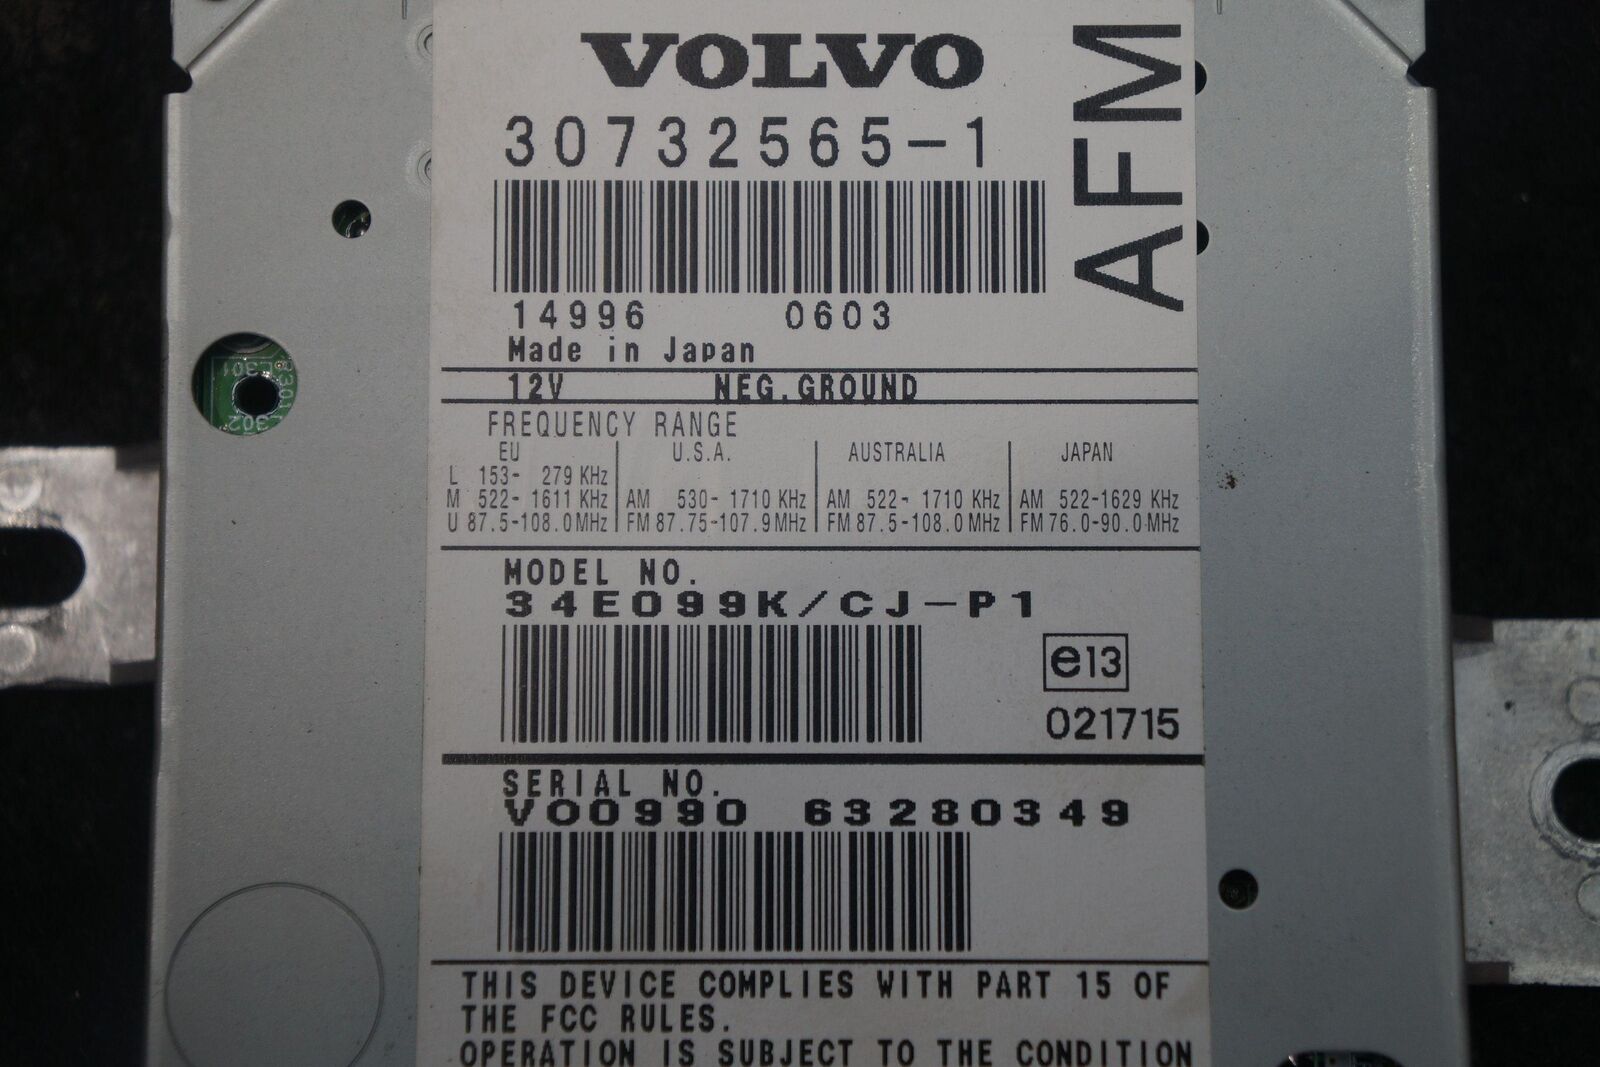 VOLVO
30732565-1
AFM
14996 0603
Made in Japan
12V NEG.GROUND
FREQUENCY RANGE
EU U.S.A. AUSTRALIA JAPAN
L 153- 279 KHz
M 522-1611 KHz AM 530-1710 KHz AM 522-1710 KHz AM 522-1629 KHz
U 87.5-108.0MHz FM 87.75-107.9MHz FM 87.5-108.0MHz FM 76.0-90.0MHz
MODEL NO.
34E099K/CJ-P1
e13
021715
SERIAL NO.
VO0990 63280349
THIS DEVICE COMPLIES WITH PART 15 OF
THE FCC RULES.
OPERATION IS SUBJECT TO THE CONDITION